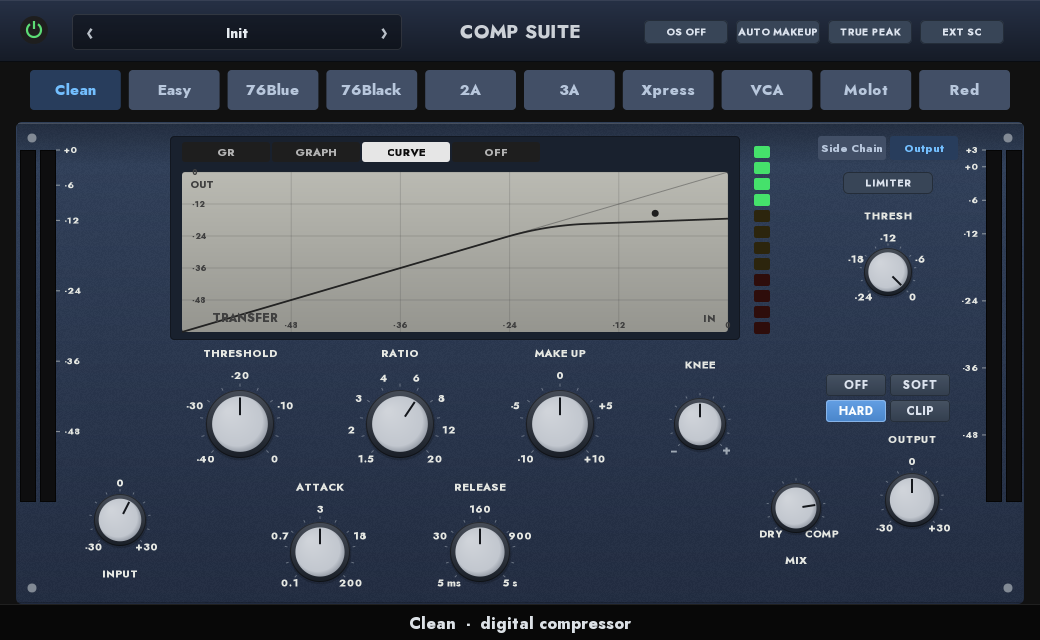 ‹ Init ›
COMP SUITE
OS OFF
AUTO MAKEUP
TRUE PEAK
EXT SC
Clean
Easy
76Blue
76Black
2A
3A
Xpress
VCA
Molot
Red
+0
-6
-12
-24
-36
-48
GR
GRAPH
CURVE
OFF
0
OUT
-12
-24
-36
-48
TRANSFER
-48
-36
-24
-12
IN
0
Side Chain
Output
+3
+0
-6
-12
-24
-36
-48
LIMITER
THRESH
-12
-18
-6
-24
0
THRESHOLD
-20
-30
-10
-40
0
RATIO
4
6
3
8
2
12
1.5
20
MAKE UP
0
-5
+5
-10
+10
KNEE
-
+
OFF
SOFT
HARD
CLIP
OUTPUT
0
-30
+30
0
-30
+30
INPUT
ATTACK
3
0.7
18
0.1
200
RELEASE
160
30
900
5 ms
5 s
DRY
COMP
MIX
Clean - digital compressor